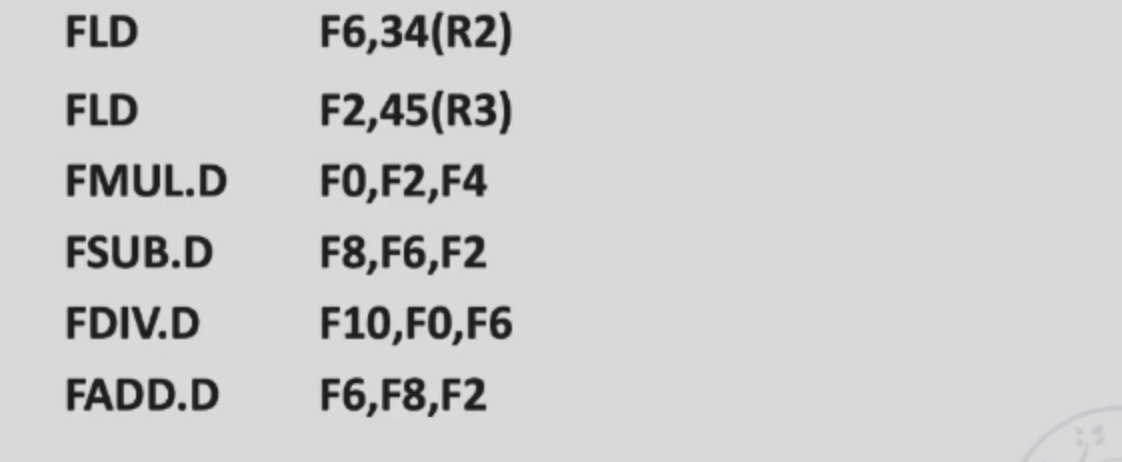 FLD F6,34(R2)
FLD F2,45(R3)
FMUL.D F0,F2,F4
FSUB.D F8,F6,F2
FDIV.D F10,F0,F6
FADD.D F6,F8,F2